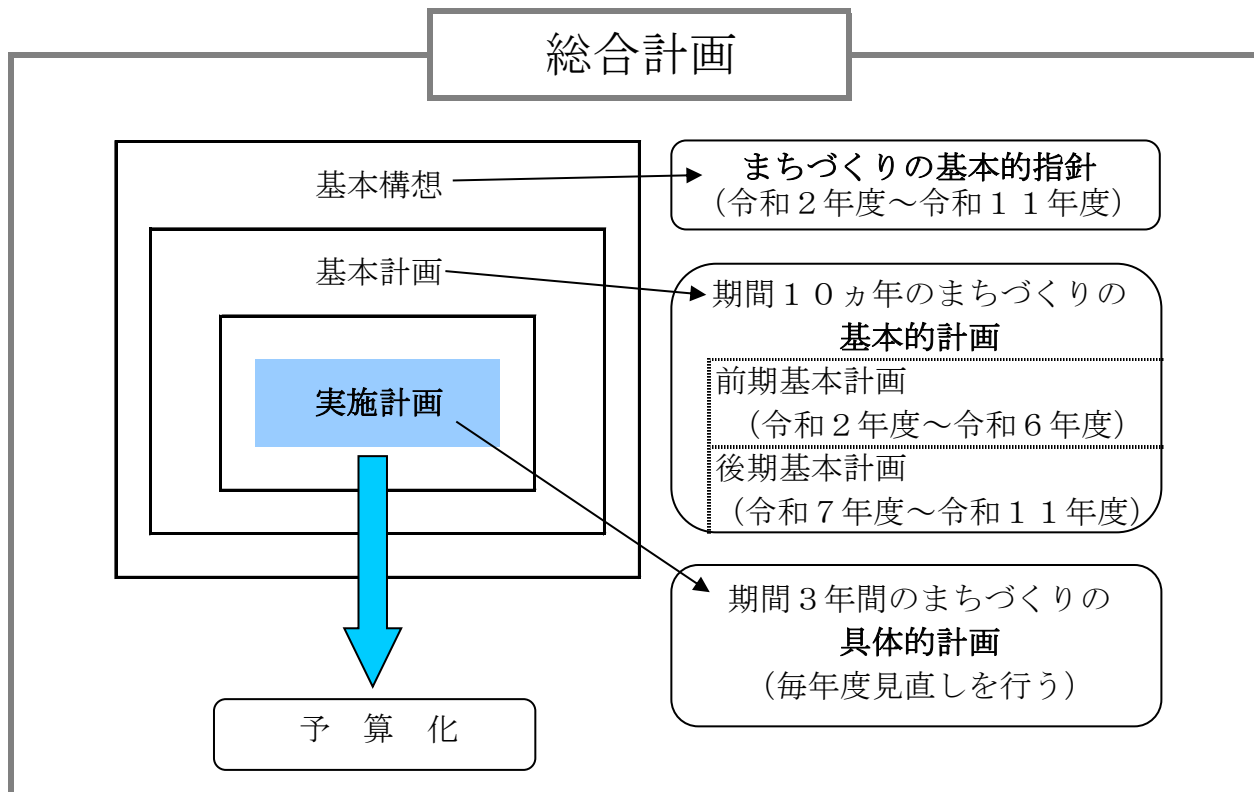 総合計画
基本構想
まちづくりの基本的指針
（令和２年度～令和１１年度）
基本計画
期間１０ヵ年のまちづくりの
基本的計画
前期基本計画
（令和２年度～令和６年度）
後期基本計画
（令和７年度～令和１１年度）
実施計画
期間３年間のまちづくりの
具体的計画
（毎年度見直しを行う）
予　算　化